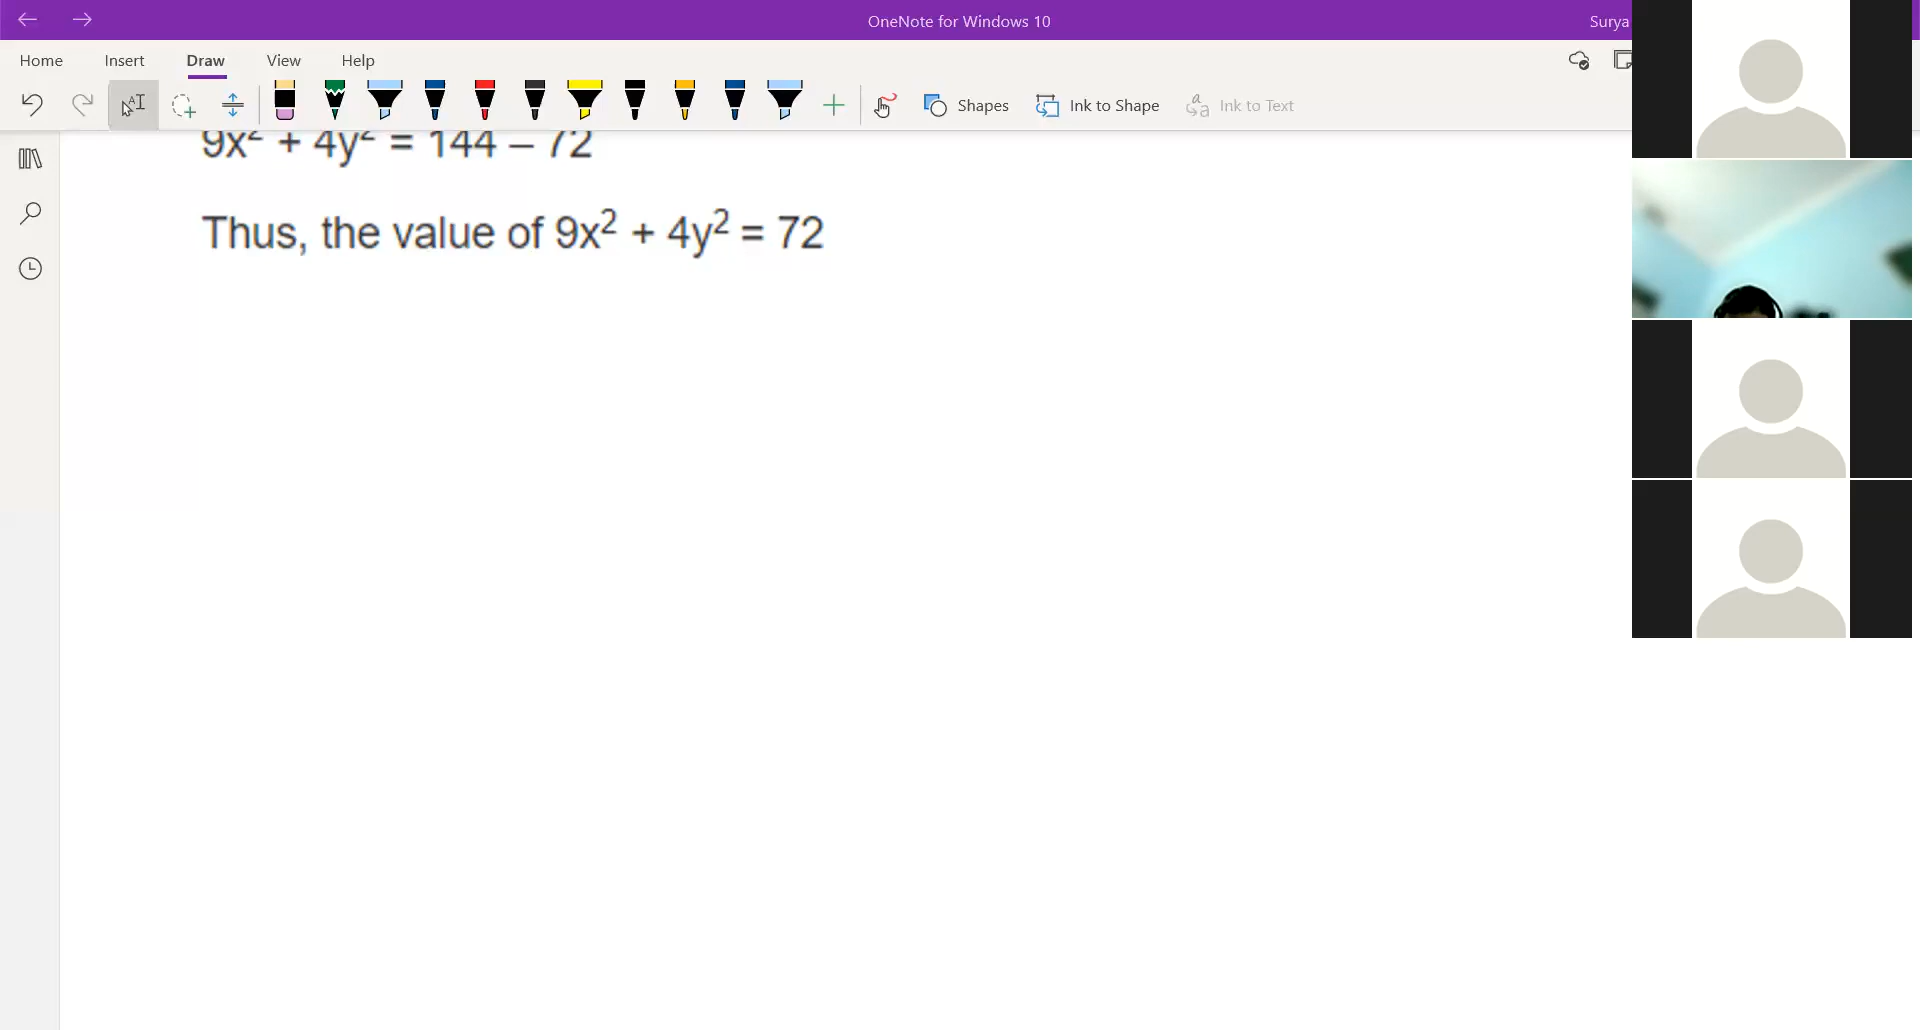 OneNote for Windows 10
Surya
Home Insert Draw View Help
Shapes Ink to Shape Ink to Text
9x² + 4y² = 144 – 72
Thus, the value of 9x² + 4y² = 72